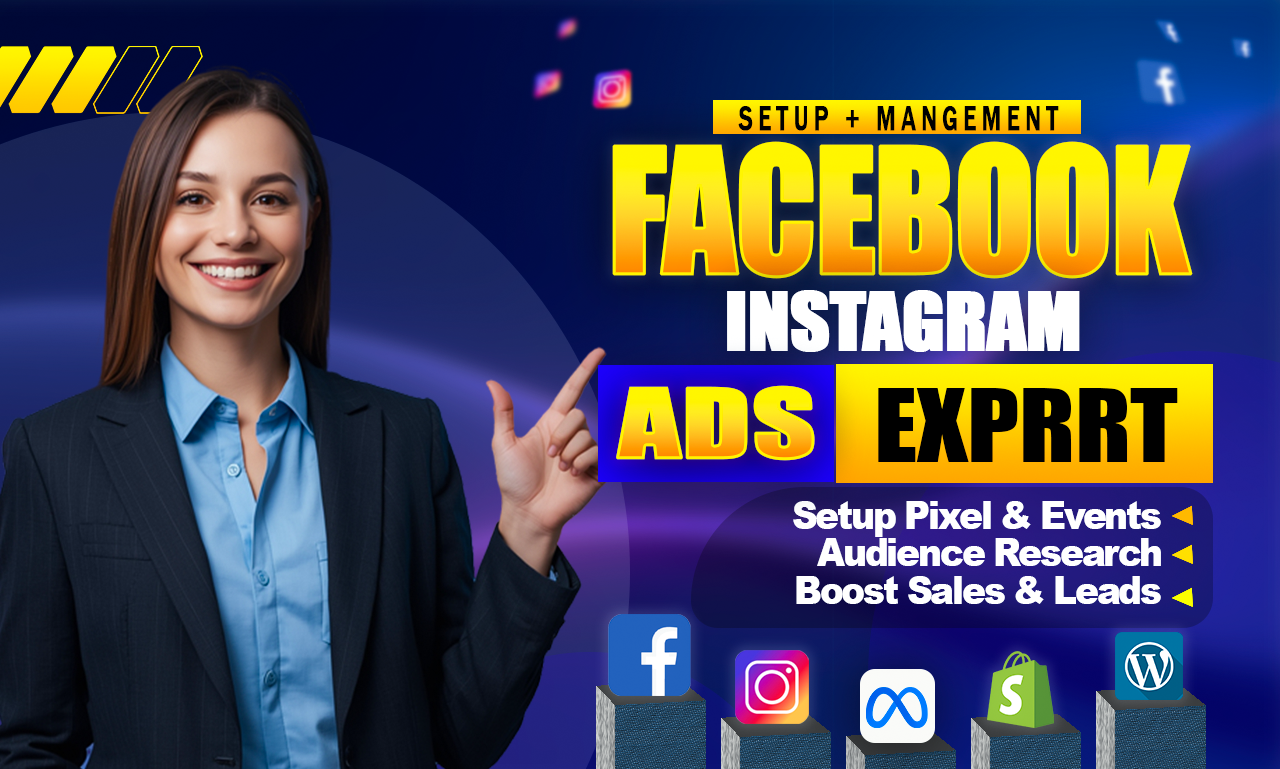 SETUP + MANGEMENT
FACEBOOK
INSTAGRAM
ADS EXPRRT
Setup Pixel & Events
Audience Research
Boost Sales & Leads